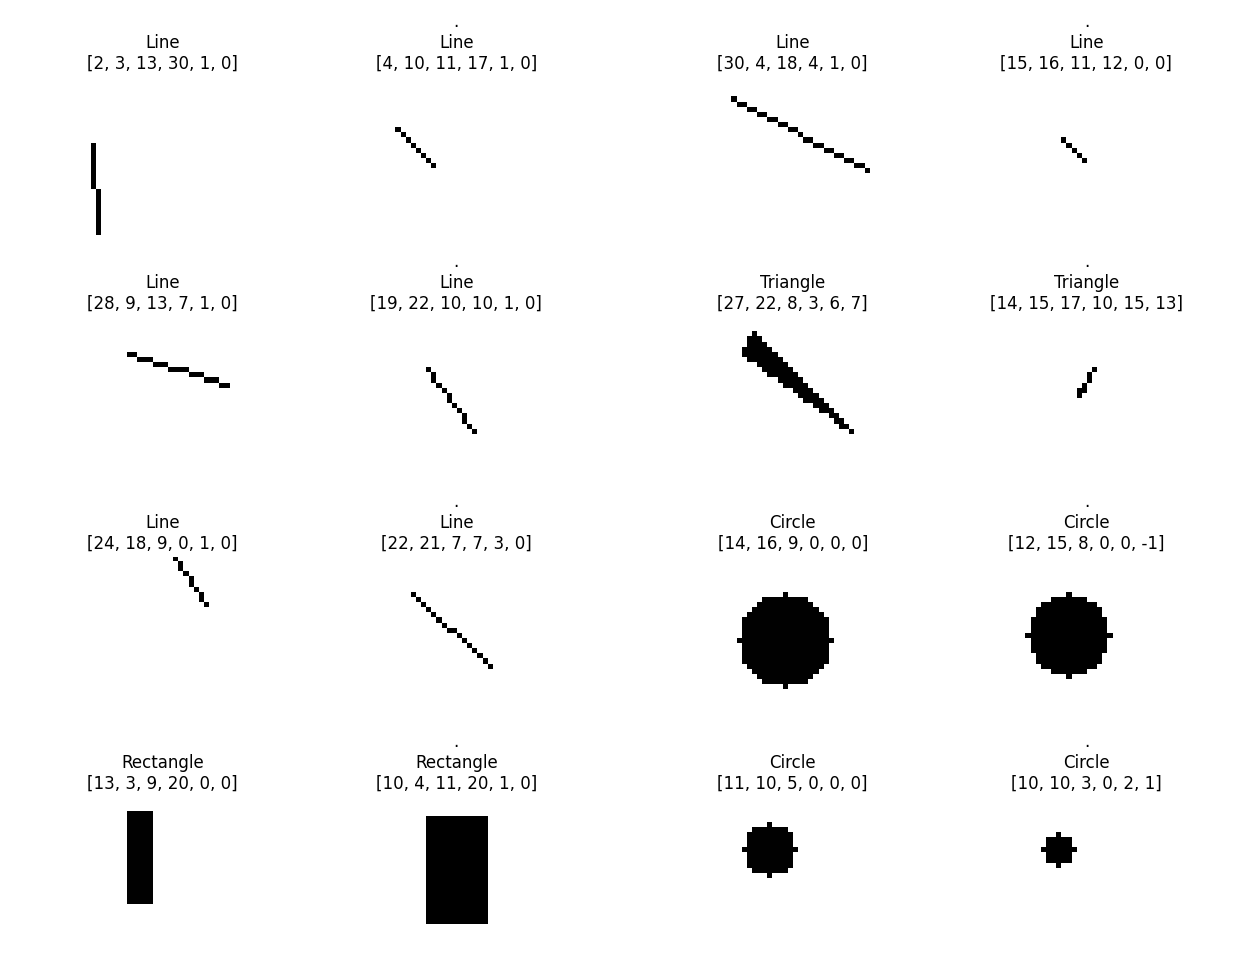 .
.
Line
Line
Line
Line
[2, 3, 13, 30, 1, 0]
[4, 10, 11, 17, 1, 0]
[30, 4, 18, 4, 1, 0]
[15, 16, 11, 12, 0, 0]
.
.
Line
Line
Triangle
Triangle
[28, 9, 13, 7, 1, 0]
[19, 22, 10, 10, 1, 0]
[27, 22, 8, 3, 6, 7]
[14, 15, 17, 10, 15, 13]
.
.
Line
Line
Circle
Circle
[24, 18, 9, 0, 1, 0]
[22, 21, 7, 7, 3, 0]
[14, 16, 9, 0, 0, 0]
[12, 15, 8, 0, 0, -1]
.
.
Rectangle
Rectangle
Circle
Circle
[13, 3, 9, 20, 0, 0]
[10, 4, 11, 20, 1, 0]
[11, 10, 5, 0, 0, 0]
[10, 10, 3, 0, 2, 1]